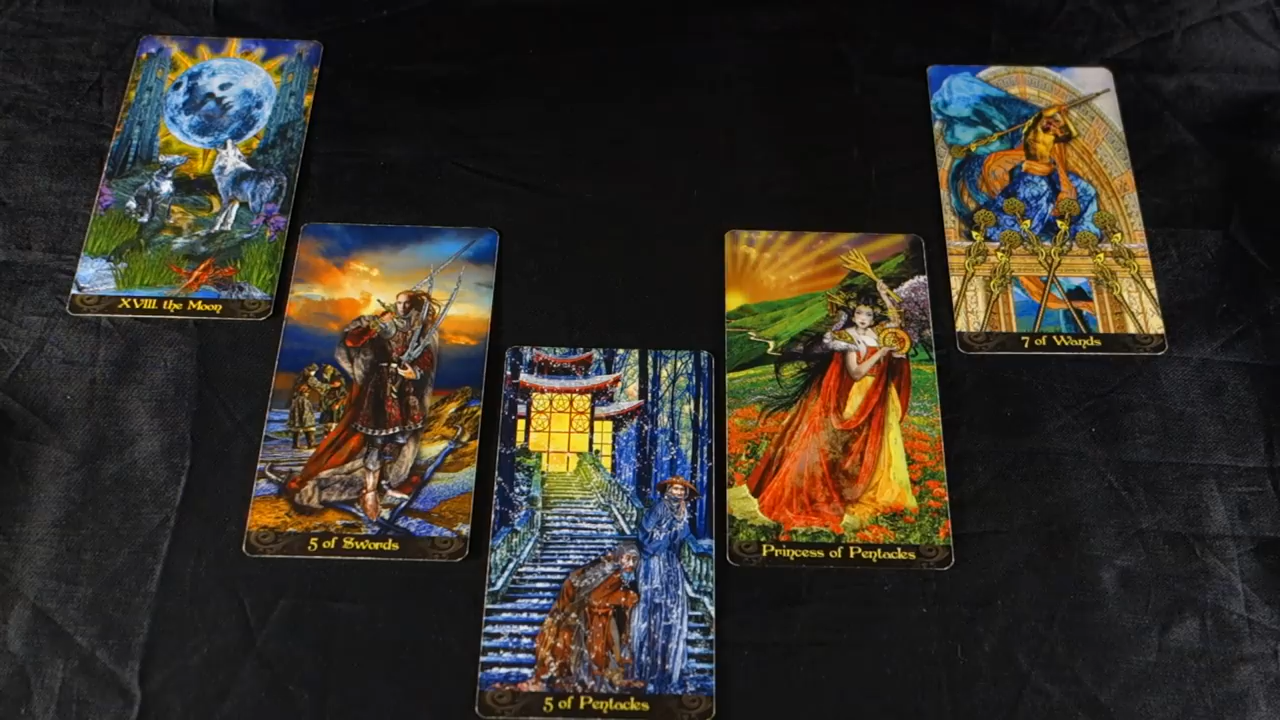 XVIII. the Moon
5 of Swords
5 of Pentacles
Princess of Pentacles
7 of Wands